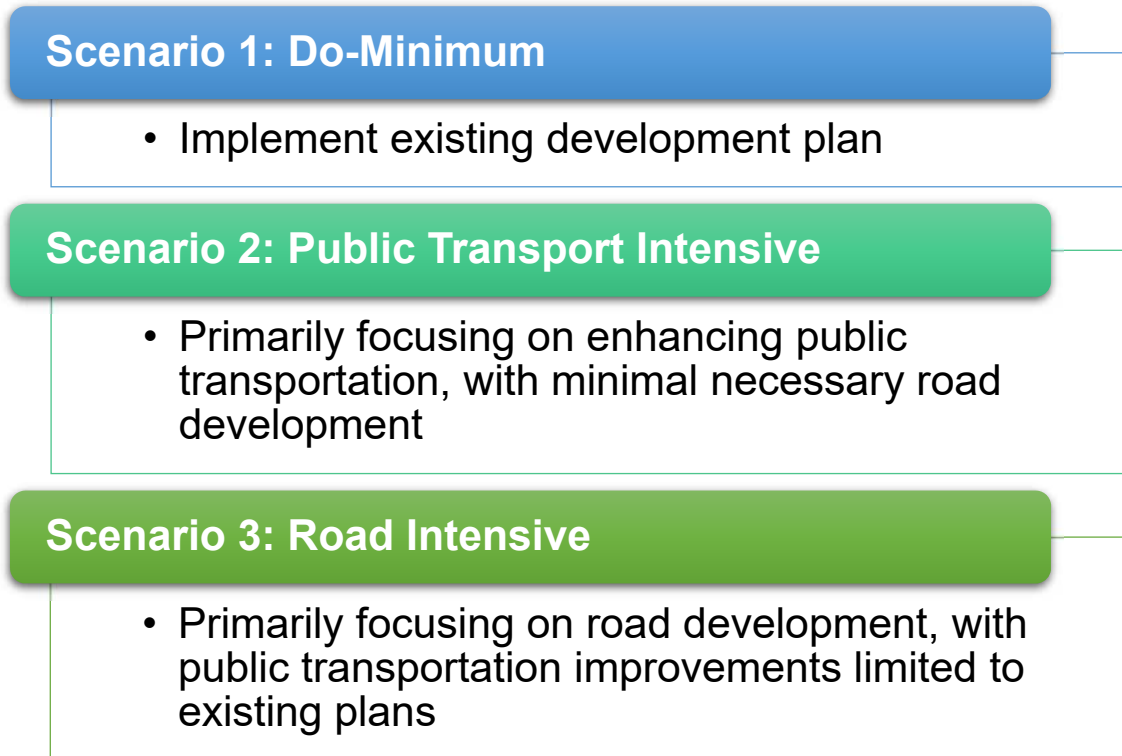 Scenario 1: Do-Minimum
• Implement existing development plan
Scenario 2: Public Transport Intensive
• Primarily focusing on enhancing public
transportation, with minimal necessary road
development
Scenario 3: Road Intensive
• Primarily focusing on road development, with
public transportation improvements limited to
existing plans